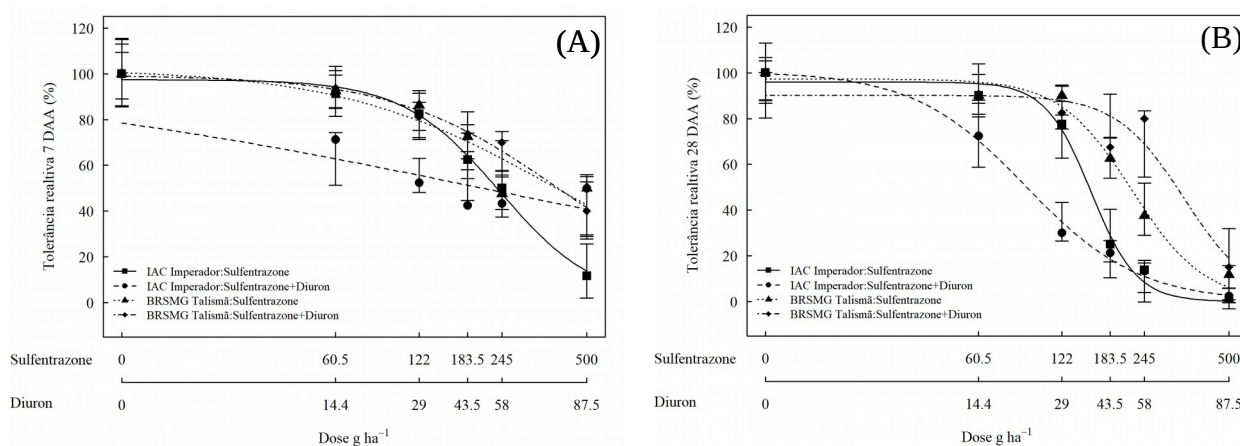 (A)
120
100
80
60
40
20
0
Tolerância realtiva 7 DAA (%)
IAC Imperador:Sulfentrazone
IAC Imperador:Sulfentrazone+Diuron
BRSMG Talismã:Sulfentrazone
BRSMG Talismã:Sulfentrazone+Diuron
Sulfentrazone 0 60.5 122 183.5 245 500
Diuron 0 14.4 29 43.5 58 87.5
Dose g ha⁻¹
(B)
120
100
80
60
40
20
0
Tolerância realtiva 28 DAA (%)
IAC Imperador:Sulfentrazone
IAC Imperador:Sulfentrazone+Diuron
BRSMG Talismã:Sulfentrazone
BRSMG Talismã:Sulfentrazone+Diuron
Sulfentrazone 0 60.5 122 183.5 245 500
Diuron 0 14.4 29 43.5 58 87.5
Dose g ha⁻¹